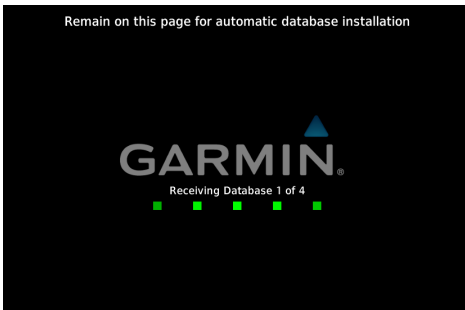 Remain on this page for automatic database installation
GARMIN®
Receiving Database 1 of 4